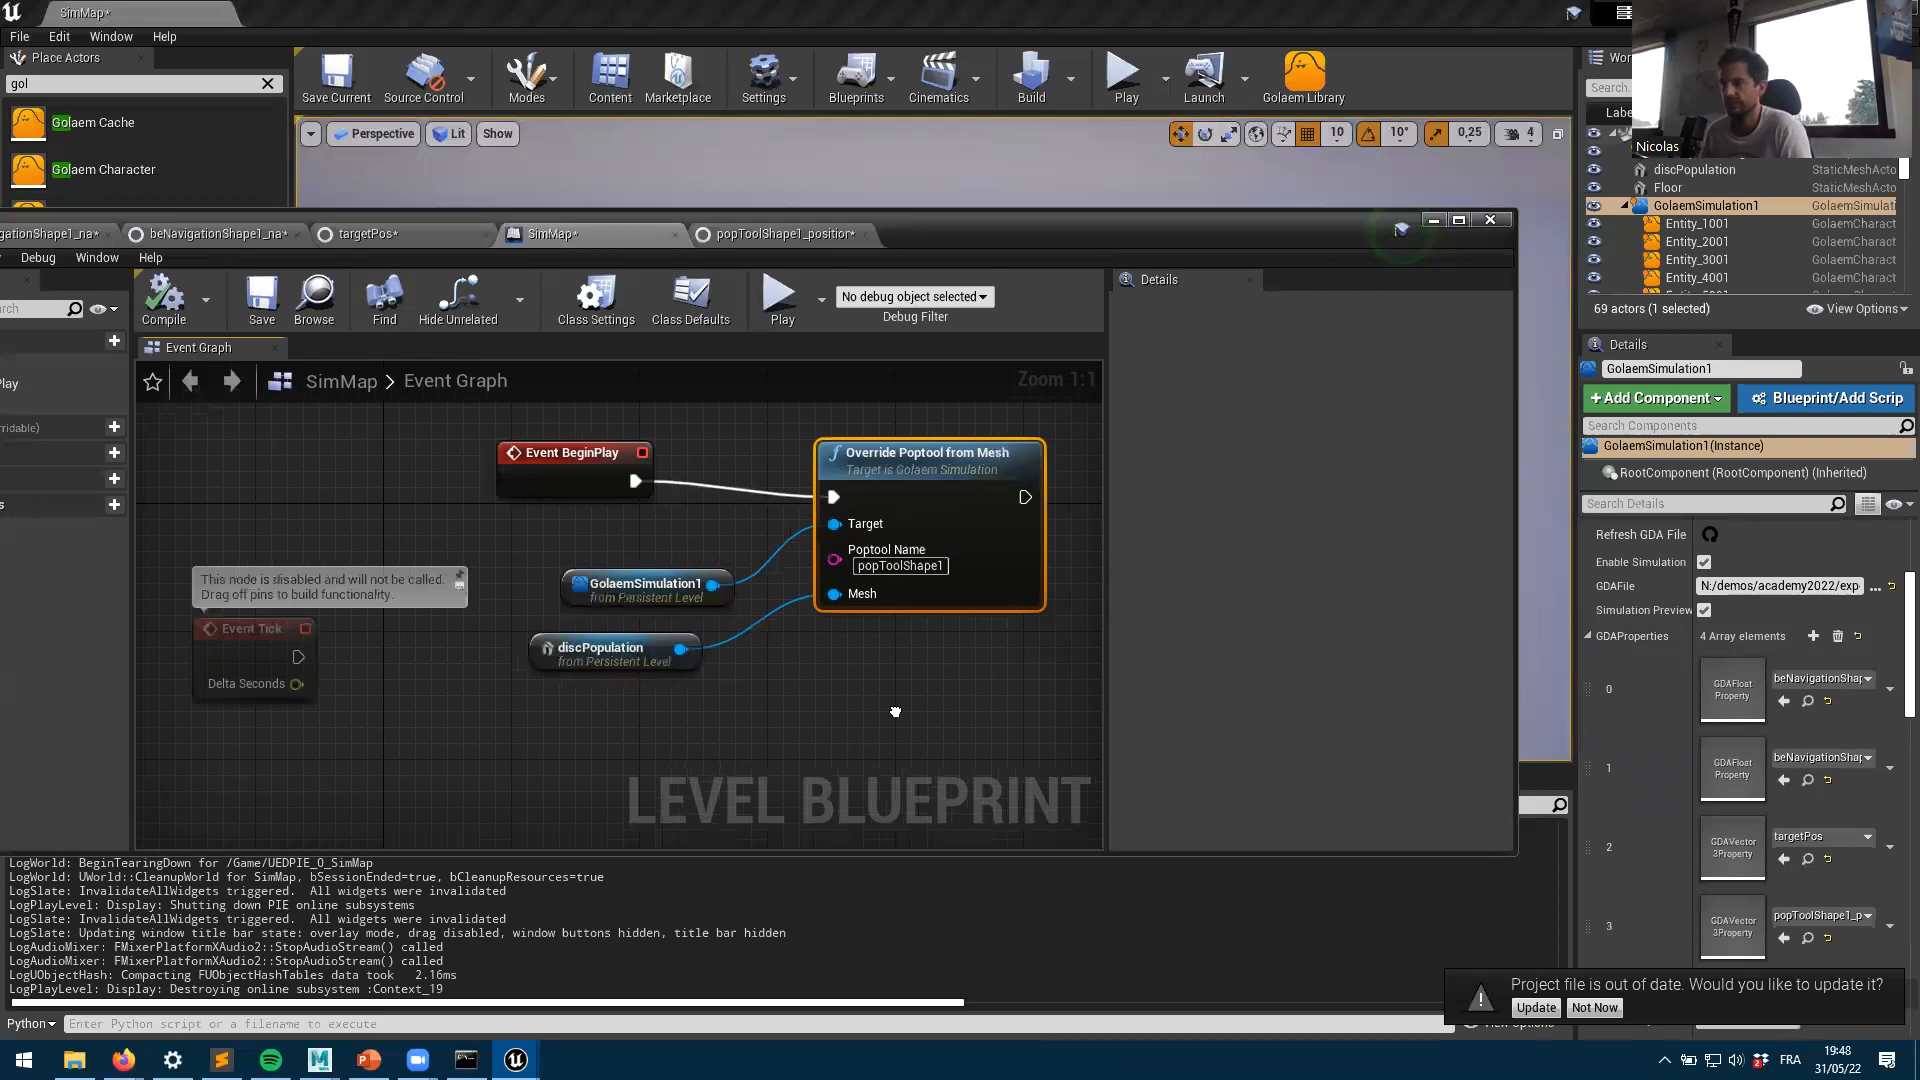 SimMap*
File Edit Window Help
Place Actors
gol
Golaem Cache
Golaem Character
Save Current
Source Control
Modes
Content
Marketplace
Settings
Blueprints
Cinematics
Build
Play
Launch
Golaem Library
Perspective
Lit
Show
10
10°
0,25
4
Nicolas
discPopulation StaticMeshActo
Floor StaticMeshActo
GolaemSimulation1 GolaemSimulati
Entity_1001 GolaemCharact
Entity_2001 GolaemCharact
Entity_3001 GolaemCharact
Entity_4001 GolaemCharact
69 actors (1 selected)
View Options
igationShape1_na*
beNavigationShape1_na*
targetPos*
SimMap*
popToolShape1_position*
Debug Window Help
Compile
Save
Browse
Find
Hide Unrelated
Class Settings
Class Defaults
Play
No debug object selected
Debug Filter
Details
Event Graph
SimMap > Event Graph
Zoom 1:1
Event BeginPlay
Override Poptool from Mesh
Target is Golaem Simulation
Target
Poptool Name
popToolShape1
Mesh
GolaemSimulation1
from Persistent Level
discPopulation
from Persistent Level
This node is disabled and will not be called.
Drag off pins to build functionality.
Event Tick
Delta Seconds
LEVEL BLUEPRINT
Details
GolaemSimulation1
+Add Component
Blueprint/Add Scrip
Search Components
GolaemSimulation1(Instance)
RootComponent (RootComponent) (Inherited)
Search Details
Refresh GDA File
Enable Simulation
GDAFile N:/demos/academy2022/exp
Simulation Preview
GDAProperties 4 Array elements
0 GDAFloat Property beNavigationShap
1 GDAFloat Property beNavigationShap
2 GDAVector 3Property targetPos
3 GDAVector 3Property popToolShape1_p
LogWorld: BeginTearingDown for /Game/UEDPIE_0_SimMap
LogWorld: UWorld::CleanupWorld for SimMap, bSessionEnded=true, bCleanupResources=true
LogSlate: InvalidateAllWidgets triggered. All widgets were invalidated
LogPlayLevel: Display: Shutting down PIE online subsystems
LogSlate: InvalidateAllWidgets triggered. All widgets were invalidated
LogSlate: Updating window title bar state: overlay mode, drag disabled, window buttons hidden, title bar hidden
LogAudioMixer: FMixerPlatformXAudio2::StopAudioStream() called
LogAudioMixer: FMixerPlatformXAudio2::StopAudioStream() called
LogUObjectHash: Compacting FUObjectHashTables data took 2.16ms
LogPlayLevel: Display: Destroying online subsystem :Context_19
Python
Enter Python script or a filename to execute
Project file is out of date. Would you like to update it?
Update
Not Now
FRA
19:48
31/05/22